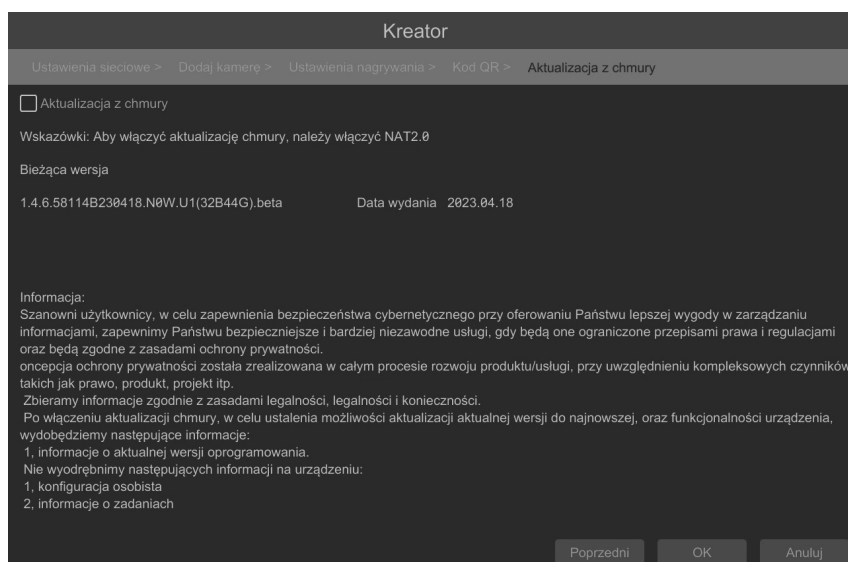 Kreator
Ustawienia sieciowe > Dodaj kamerę > Ustawienia nagrywania > Kod QR > Aktualizacja z chmury
Aktualizacja z chmury
Wskazówki: Aby włączyć aktualizację chmury, należy włączyć NAT2.0
Bieżąca wersja
1.4.6.58114B230418.N0W.U1(32B44G).beta Data wydania 2023.04.18
Informacja:
Szanowni użytkownicy, w celu zapewnienia bezpieczeństwa cybernetycznego przy oferowaniu Państwu lepszej wygody w zarządzaniu
informacjami, zapewnimy Państwu bezpieczniejsze i bardziej niezawodne usługi, gdy będą one ograniczone przepisami prawa i regulacjami
oraz będą zgodne z zasadami ochrony prywatności.
oncepcja ochrony prywatności została zrealizowana w całym procesie rozwoju produktu/usługi, przy uwzględnieniu kompleksowych czynników
takich jak prawo, produkt, projekt itp.
Zbieramy informacje zgodnie z zasadami legalności, legalności i konieczności.
Po włączeniu aktualizacji chmury, w celu ustalenia możliwości aktualizacji aktualnej wersji do najnowszej, oraz funkcjonalności urządzenia,
wydobędziemy następujące informacje:
1, informacje o aktualnej wersji oprogramowania.
Nie wyodrębnimy następujących informacji na urządzeniu:
1, konfiguracja osobista
2, informacje o zadaniach
Poprzedni OK Anuluj